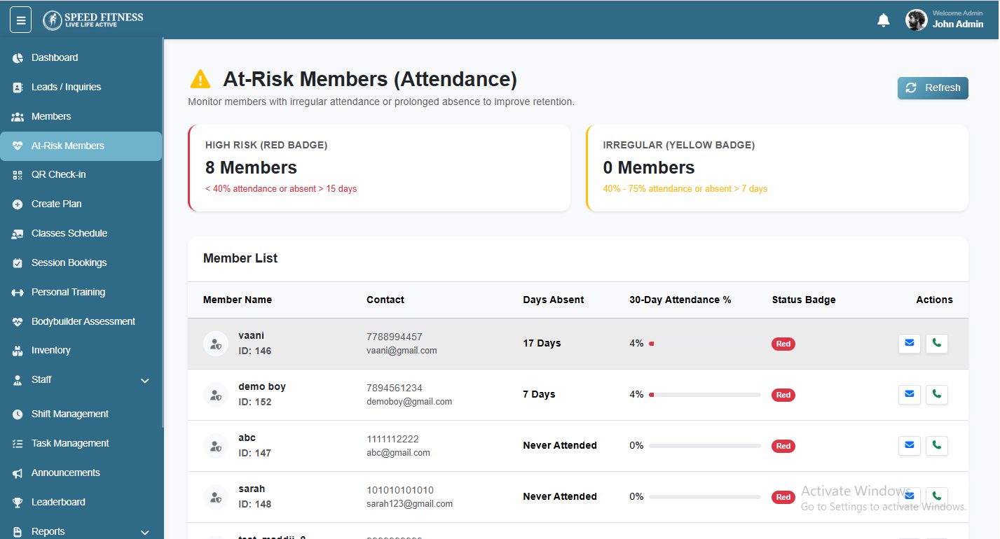 SPEED FITNESS
LIVE LIFE ACTIVE
Welcome Admin
John Admin
Dashboard
Leads / Inquiries
Members
At-Risk Members
QR Check-in
Create Plan
Classes Schedule
Session Bookings
Personal Training
Bodybuilder Assessment
Inventory
Staff
Shift Management
Task Management
Announcements
Leaderboard
Reports
At-Risk Members (Attendance)
Monitor members with irregular attendance or prolonged absence to improve retention.
Refresh
HIGH RISK (RED BADGE)
8 Members
< 40% attendance or absent > 15 days
IRREGULAR (YELLOW BADGE)
0 Members
40% - 75% attendance or absent > 7 days
Member List
Member Name Contact Days Absent 30-Day Attendance % Status Badge Actions
vaani
ID: 146
7788994457
vaani@gmail.com
17 Days
4%
Red
demo boy
ID: 152
7894561234
demoboy@gmail.com
7 Days
4%
Red
abc
ID: 147
1111112222
abc@gmail.com
Never Attended
0%
Red
sarah
ID: 148
101010101010
sarah123@gmail.com
Never Attended
0%
Red
Activate Windows
Go to Settings to activate Windows.